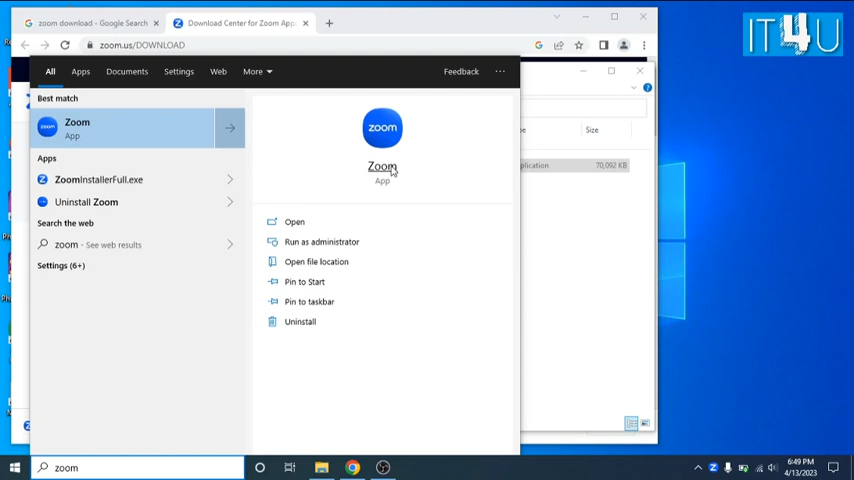 zoom download - Google Search
Download Center for Zoom App
zoom.us/DOWNLOAD
IT4U
All
Apps
Documents
Settings
Web
More
Feedback
Best match
Zoom
App
Apps
ZoomInstallerFull.exe
Uninstall Zoom
Search the web
zoom - See web results
Settings (6+)
zoom
Zoom
App
Open
Run as administrator
Open file location
Pin to Start
Pin to taskbar
Uninstall
Size
plication
70,092 KB
zoom
6:49 PM
4/13/2023